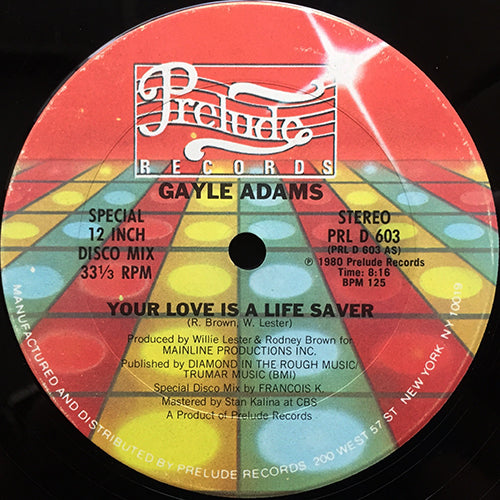 Prelude
RECORDS
GAYLE ADAMS
SPECIAL
12 INCH
DISCO MIX
33⅓ RPM
STEREO
PRL D 603
(PRL D 603 AS)
℗ 1980 Prelude Records
Time: 8:16
BPM 125
YOUR LOVE IS A LIFE SAVER
(R. Brown, W. Lester)
Produced by Willie Lester & Rodney Brown for
MAINLINE PRODUCTIONS INC.
Published by DIAMOND IN THE ROUGH MUSIC/
TRUMAR MUSIC (BMI)
Special Disco Mix by FRANCOIS K.
Mastered by Stan Kalina at CBS
A Product of Prelude Records
MANUFACTURED AND DISTRIBUTED BY PRELUDE RECORDS 200 WEST 57 ST NEW YORK, NY 10019